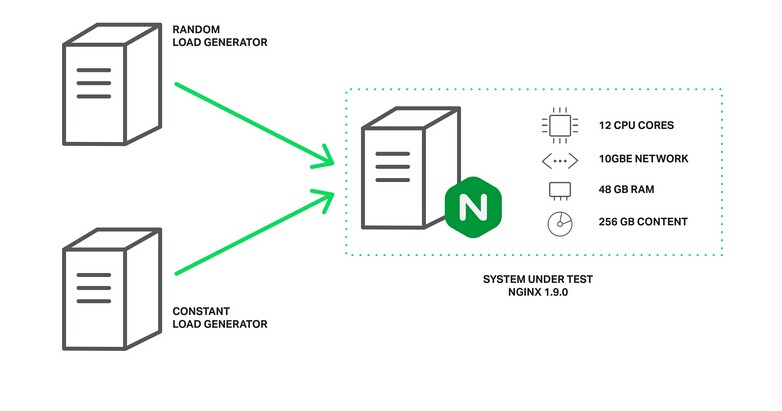 RANDOM
LOAD GENERATOR
12 CPU CORES
10GBE NETWORK
48 GB RAM
256 GB CONTENT
N
SYSTEM UNDER TEST
NGINX 1.9.0
CONSTANT
LOAD GENERATOR